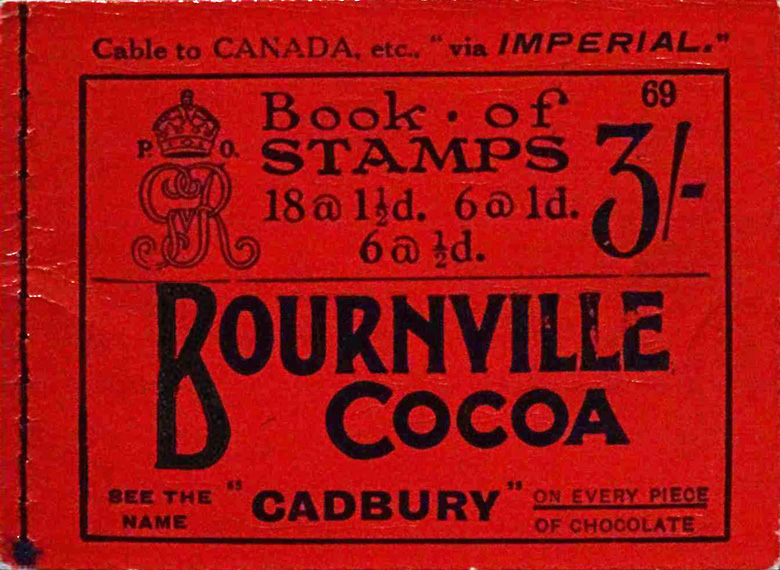 Cable to CANADA, etc., "via IMPERIAL."
69
P. O.
GR
Book · of
STAMPS
3/-
18 @ 1½d. 6 @ 1d.
6 @ ½d.
BOURNVILLE
COCOA
SEE THE NAME
"CADBURY"
ON EVERY PIECE
OF CHOCOLATE